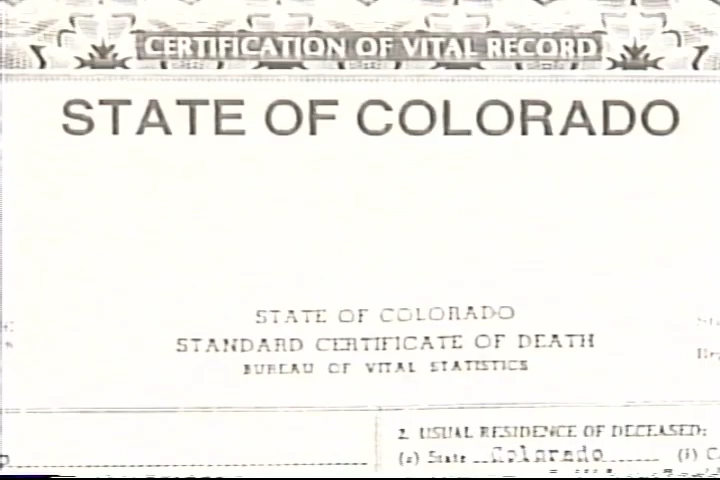 CERTIFICATION OF VITAL RECORD
STATE OF COLORADO
STATE OF COLORADO
STANDARD CERTIFICATE OF DEATH
BUREAU OF VITAL STATISTICS
2. USUAL RESIDENCE OF DECEASED:
(a) State Colorado